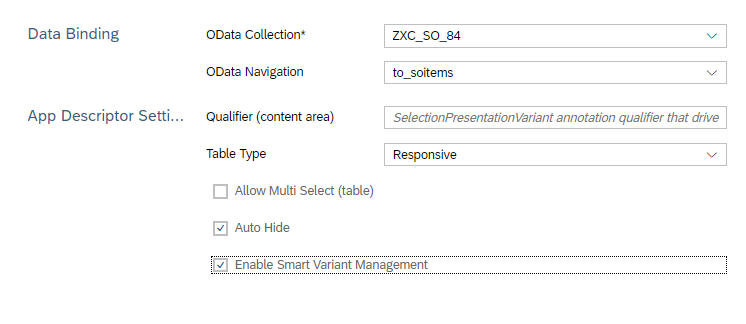 Data Binding
OData Collection*
ZXC_SO_84
OData Navigation
to_soitems
App Descriptor Setti...
Qualifier (content area)
SelectionPresentationVariant annotation qualifier that drive
Table Type
Responsive
Allow Multi Select (table)
Auto Hide
Enable Smart Variant Management